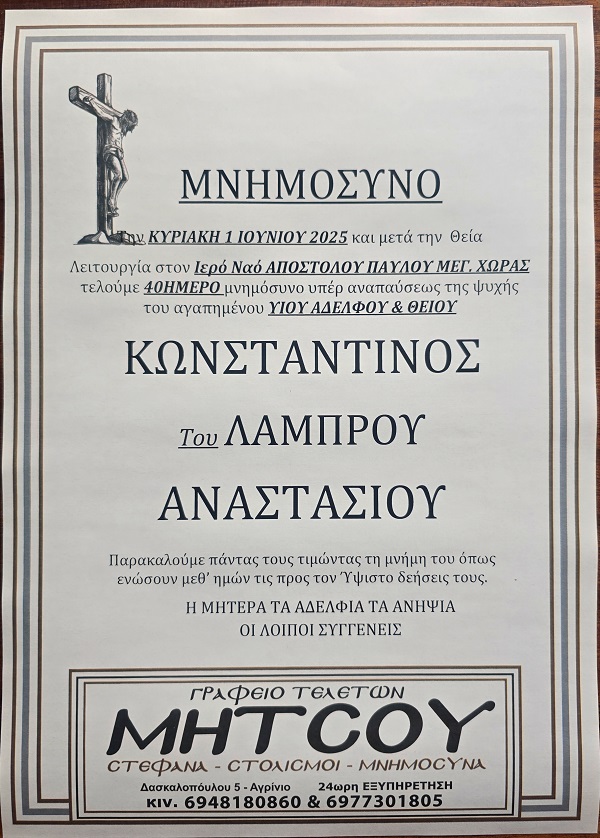 ΜΝΗΜΟΣΥΝΟ
Την ΚΥΡΙΑΚΗ 1 ΙΟΥΝΙΟΥ 2025 και μετά την Θεία
Λειτουργία στον Ιερό Ναό ΑΠΟΣΤΟΛΟΥ ΠΑΥΛΟΥ ΜΕΓ. ΧΩΡΑΣ
τελούμε 40ΗΜΕΡΟ μνημόσυνο υπέρ αναπαύσεως της ψυχής
του αγαπημένου ΥΙΟΥ ΑΔΕΛΦΟΥ & ΘΕΙΟΥ
ΚΩΝΣΤΑΝΤΙΝΟΣ
Του ΛΑΜΠΡΟΥ
ΑΝΑΣΤΑΣΙΟΥ
Παρακαλούμε πάντας τους τιμώντας τη μνήμη του όπως
ενώσουν μεθ’ ημών τις προς τον Ύψιστο δεήσεις τους.
Η ΜΗΤΕΡΑ ΤΑ ΑΔΕΛΦΙΑ ΤΑ ΑΝΗΨΙΑ
ΟΙ ΛΟΙΠΟΙ ΣΥΓΓΕΝΕΙΣ
ΓΡΑΦΕΙΟ ΤΕΛΕΤΩΝ
ΜΗΤΣΟΥ
ΣΤΕΦΑΝΑ - ΣΤΟΛΙΣΜΟΙ - ΜΝΗΜΟΣΥΝΑ
Δασκαλοπούλου 5 - Αγρίνιο 24ωρη ΕΞΥΠΗΡΕΤΗΣΗ
ΚΙΝ. 6948180860 & 6977301805